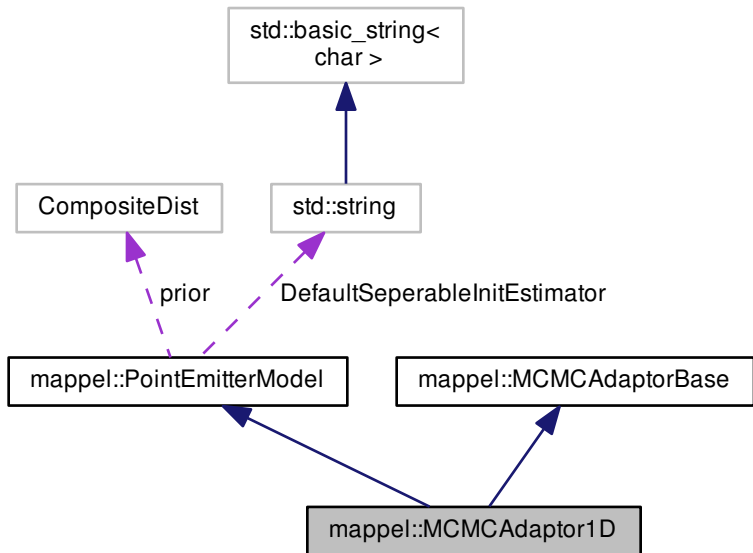 std::basic_string<
char >
CompositeDist
std::string
prior
DefaultSeperableInitEstimator
mappel::PointEmitterModel
mappel::MCMCAdaptorBase
mappel::MCMCAdaptor1D